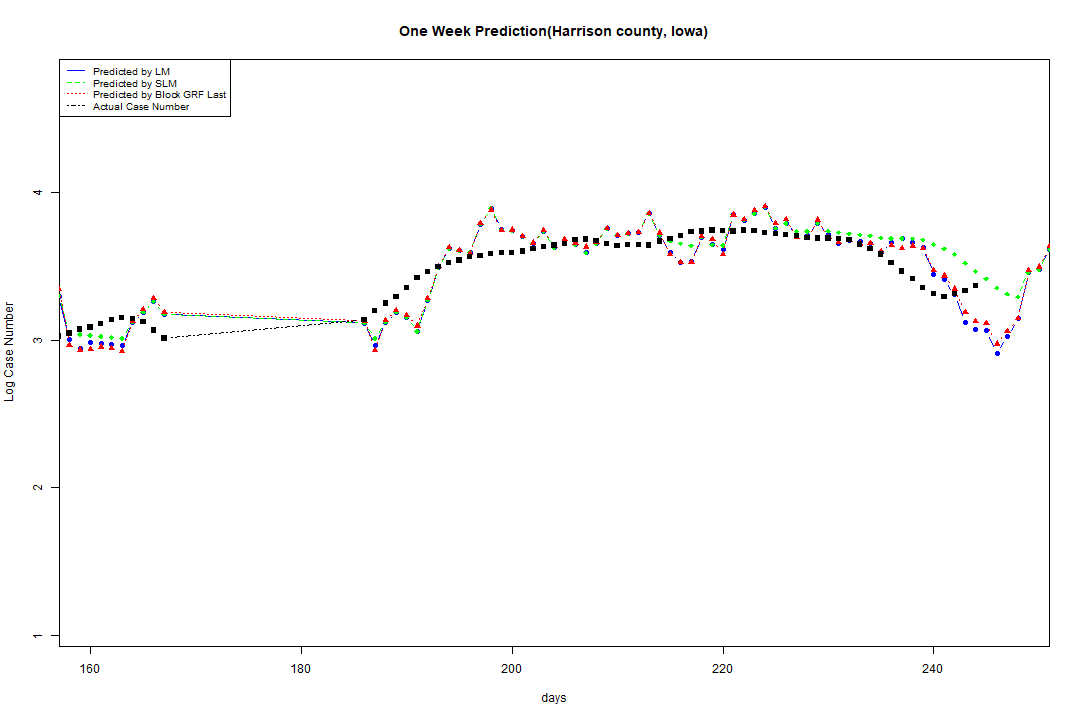 One Week Prediction(Harrison county, Iowa)
Predicted by LM
Predicted by SLM
Predicted by Block GRF Last
Actual Case Number
4
3
2
1
Log Case Number
160 180 200 220 240
days